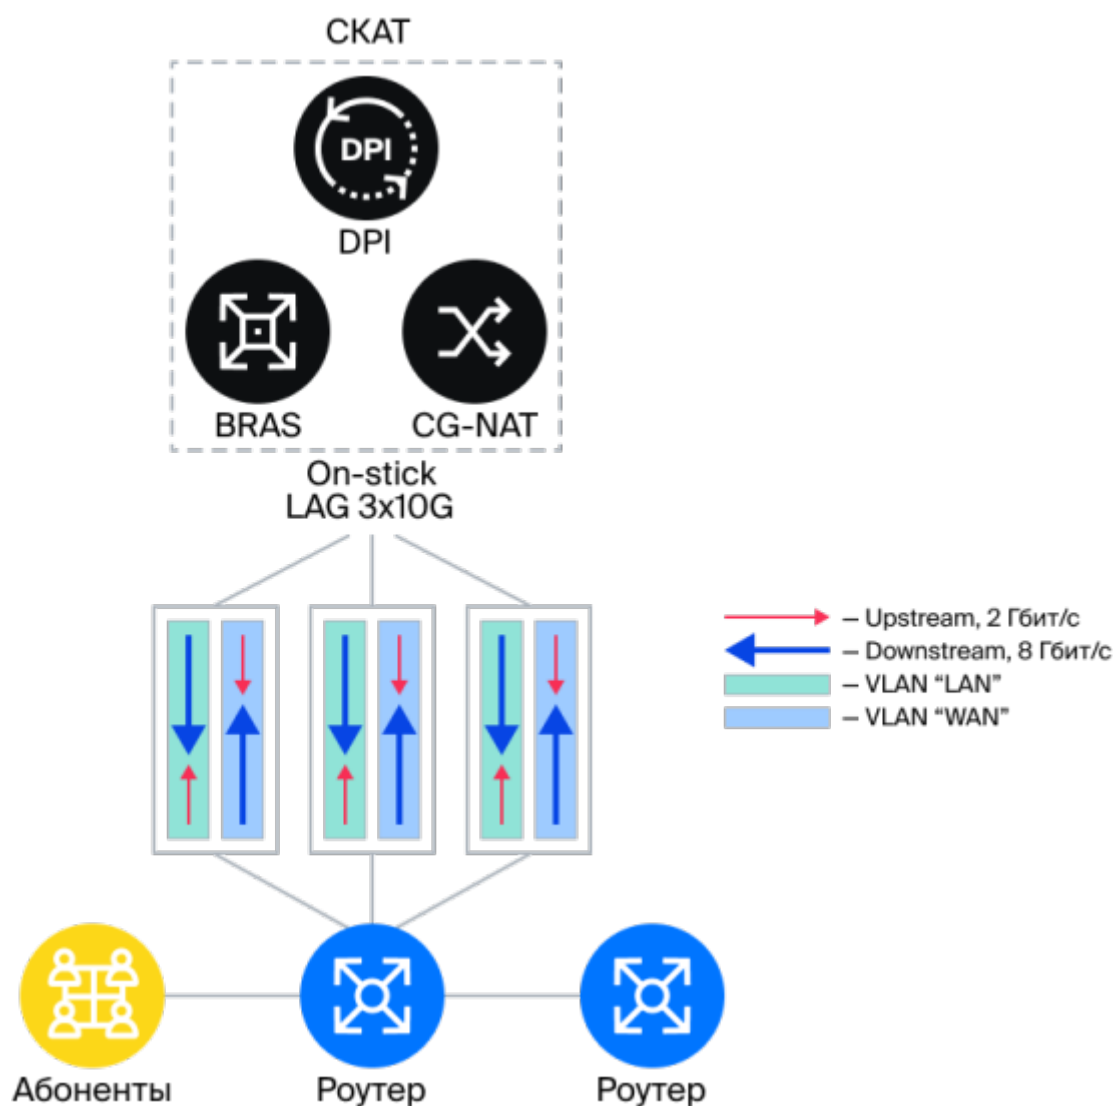 СКАТ
DPI
DPI
BRAS
CG-NAT
On-stick
LAG 3x10G
– Upstream, 2 Гбит/с
– Downstream, 8 Гбит/с
– VLAN “LAN”
– VLAN “WAN”
Абоненты
Роутер
Роутер